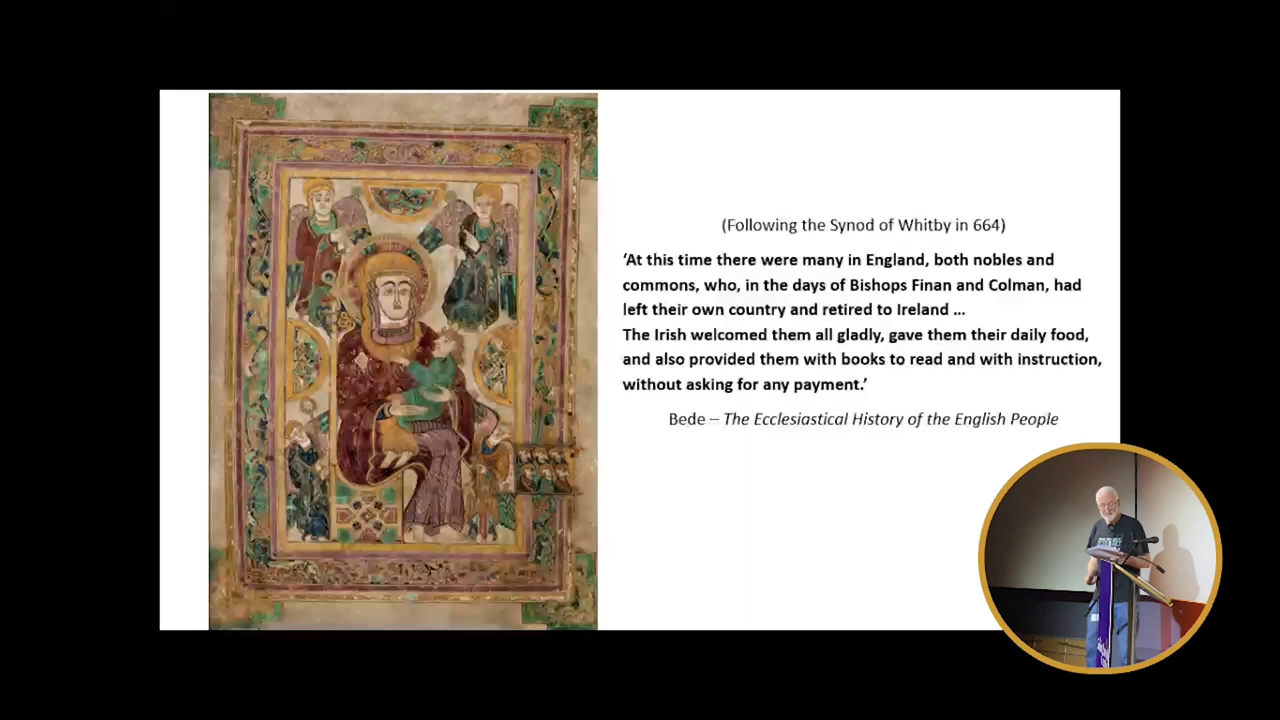 (Following the Synod of Whitby in 664)
‘At this time there were many in England, both nobles and
commons, who, in the days of Bishops Finan and Colman, had
left their own country and retired to Ireland ...
The Irish welcomed them all gladly, gave them their daily food,
and also provided them with books to read and with instruction,
without asking for any payment.’
Bede – The Ecclesiastical History of the English People